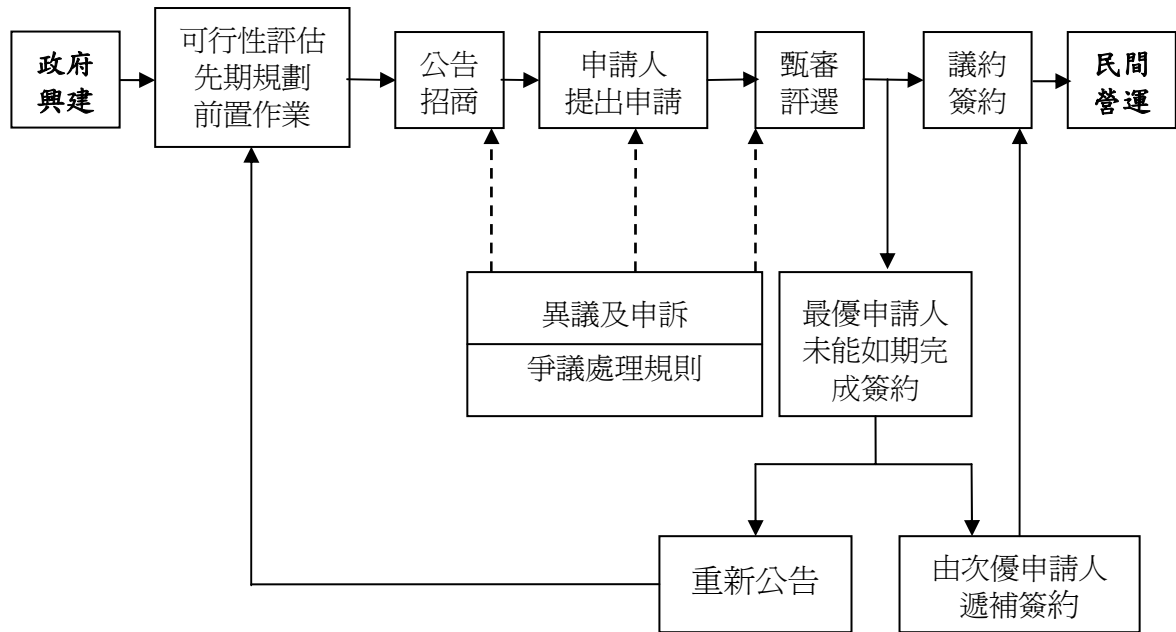 政府
興建
可行性評估
先期規劃
前置作業
公告
招商
申請人
提出申請
甄審
評選
議約
簽約
民間
營運
異議及申訴
爭議處理規則
最優申請人
未能如期完
成簽約
重新公告
由次優申請人
遞補簽約